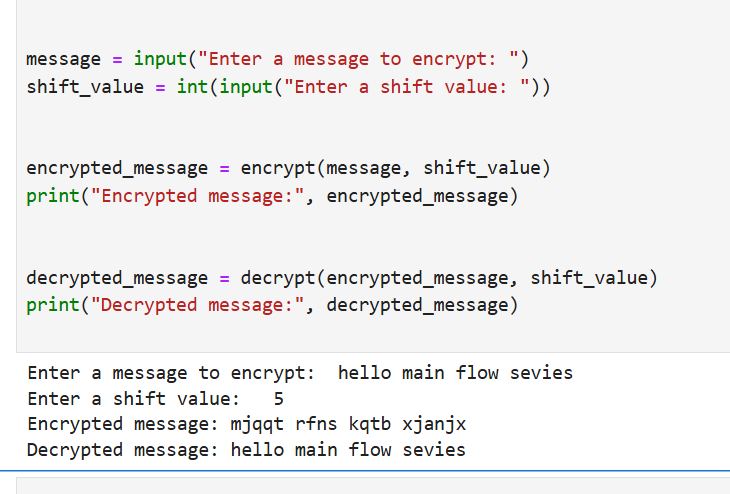 message = input("Enter a message to encrypt: ")
shift_value = int(input("Enter a shift value: "))
encrypted_message = encrypt(message, shift_value)
print("Encrypted message:", encrypted_message)
decrypted_message = decrypt(encrypted_message, shift_value)
print("Decrypted message:", decrypted_message)
Enter a message to encrypt:  hello main flow sevies
Enter a shift value:   5
Encrypted message: mjqqt rfns kqtb xjanjx
Decrypted message: hello main flow sevies